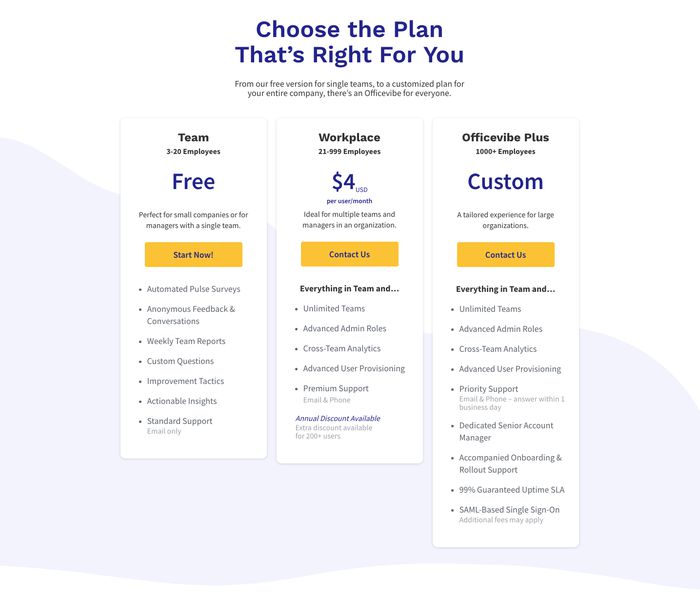 Choose the Plan
That's Right For You
From our free version for single teams, to a customized plan for
your entire company, there's an Officevibe for everyone.
Team
3-20 Employees
Free
Perfect for small companies or for
managers with a single team.
Start Now!
• Automated Pulse Surveys
• Anonymous Feedback &
Conversations
• Weekly Team Reports
• Custom Questions
• Improvement Tactics
• Actionable Insights
• Standard Support
Email only
Workplace
21-999 Employees
$4USD
per user/month
Ideal for multiple teams and
managers in an organization.
Contact Us
Everything in Team and...
• Unlimited Teams
• Advanced Admin Roles
• Cross-Team Analytics
• Advanced User Provisioning
• Premium Support
Email & Phone
Annual Discount Available
Extra discount available
for 200+ users
Officevibe Plus
1000+ Employees
Custom
A tailored experience for large
organizations.
Contact Us
Everything in Team and...
• Unlimited Teams
• Advanced Admin Roles
• Cross-Team Analytics
• Advanced User Provisioning
• Priority Support
Email & Phone – answer within 1
business day
• Dedicated Senior Account
Manager
• Accompanied Onboarding &
Rollout Support
• 99% Guaranteed Uptime SLA
• SAML-Based Single Sign-On
Additional fees may apply